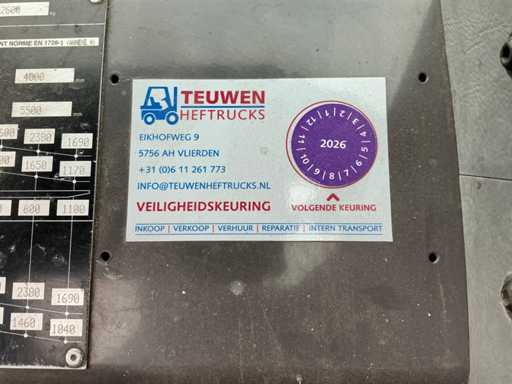 2600
NT NORME EN 1726-1 (ANNEXE A)
4000
5500
2380 1690
1650 1170
600 1100
2380 1690
1460 1040
TEUWEN
HEFTRUCKS
EIKHOFWEG 9
5756 AH VLIERDEN
+31 (0)6 11 261 773
INFO@TEUWENHEFTRUCKS.NL
VEILIGHEIDSKEURING
1 2 3 4 5 6 7 8 9 10 11 12
2026
VOLGENDE KEURING
INKOOP | VERKOOP | VERHUUR | REPARATIE | INTERN TRANSPORT